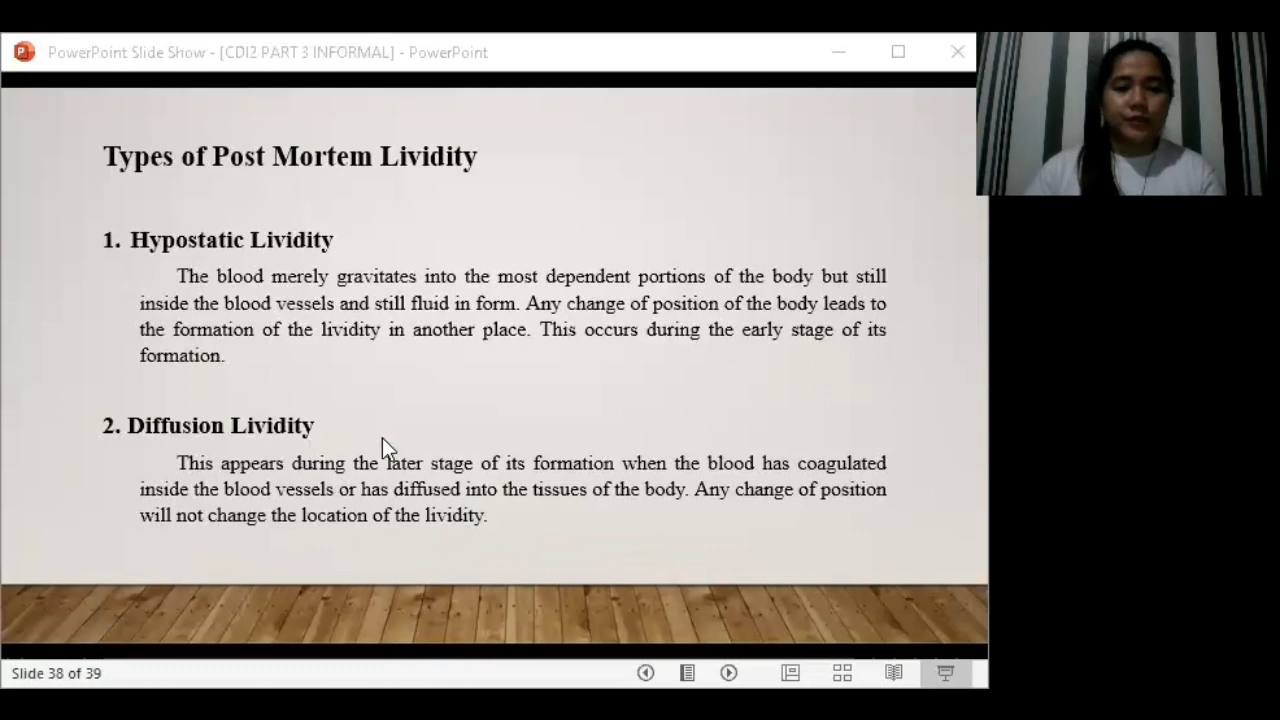 PowerPoint Slide Show - [CDI2 PART 3 INFORMAL] - PowerPoint
Types of Post Mortem Lividity
1. Hypostatic Lividity
The blood merely gravitates into the most dependent portions of the body but still
inside the blood vessels and still fluid in form. Any change of position of the body leads to
the formation of the lividity in another place. This occurs during the early stage of its
formation.
2. Diffusion Lividity
This appears during the later stage of its formation when the blood has coagulated
inside the blood vessels or has diffused into the tissues of the body. Any change of position
will not change the location of the lividity.
Slide 38 of 39